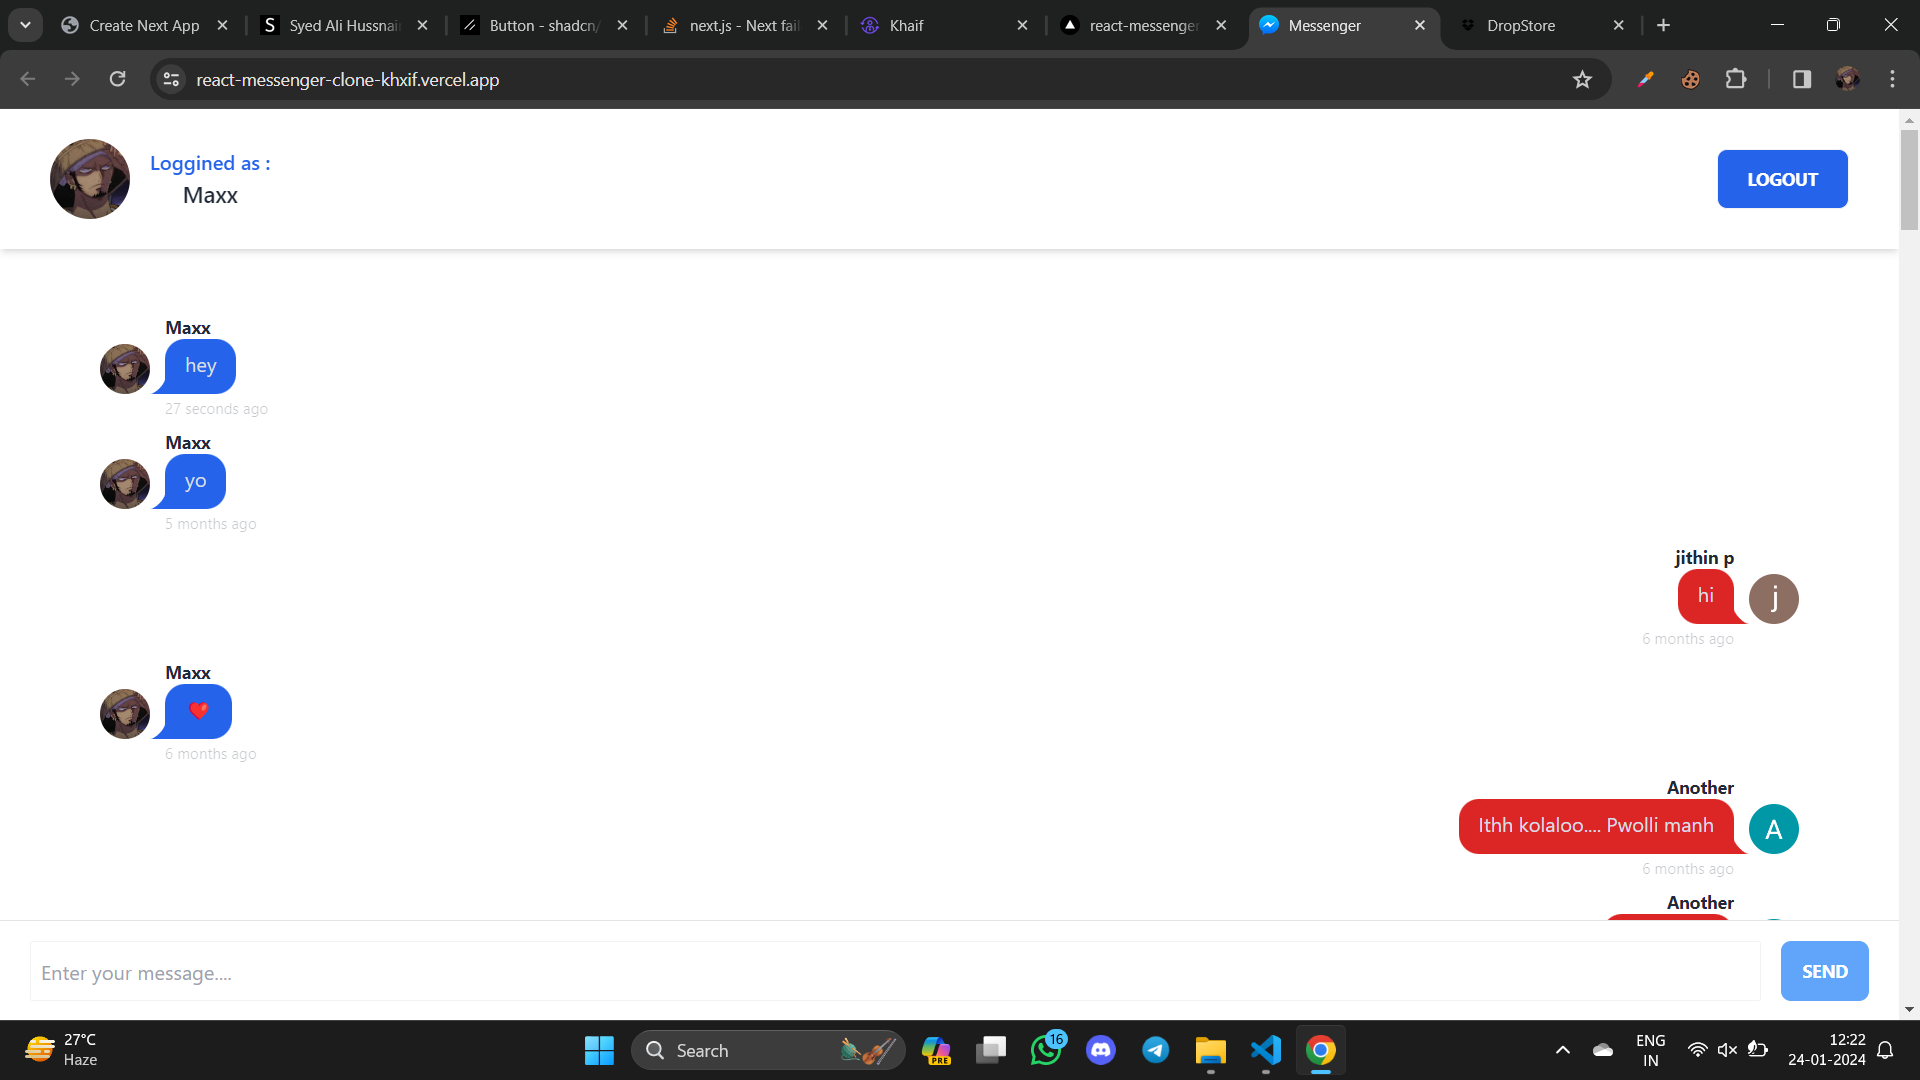 Create New App
Syed Ali Hussnai
Button - shadcn/
next.js - Next fail
Khaif
react-messenger
Messenger
DropStore
react-messenger-clone-khxif.vercel.app
Loggined as :
Maxx
LOGOUT
Maxx
hey
27 seconds ago
Maxx
yo
5 months ago
jithin p
hi
j
6 months ago
Maxx
❤️
6 months ago
Another
Ithh kolaloo.... Pwolli manh
A
6 months ago
Another
Enter your message....
SEND
27°C
Haze
Search
PRE
16
ENG
IN
12:22
24-01-2024